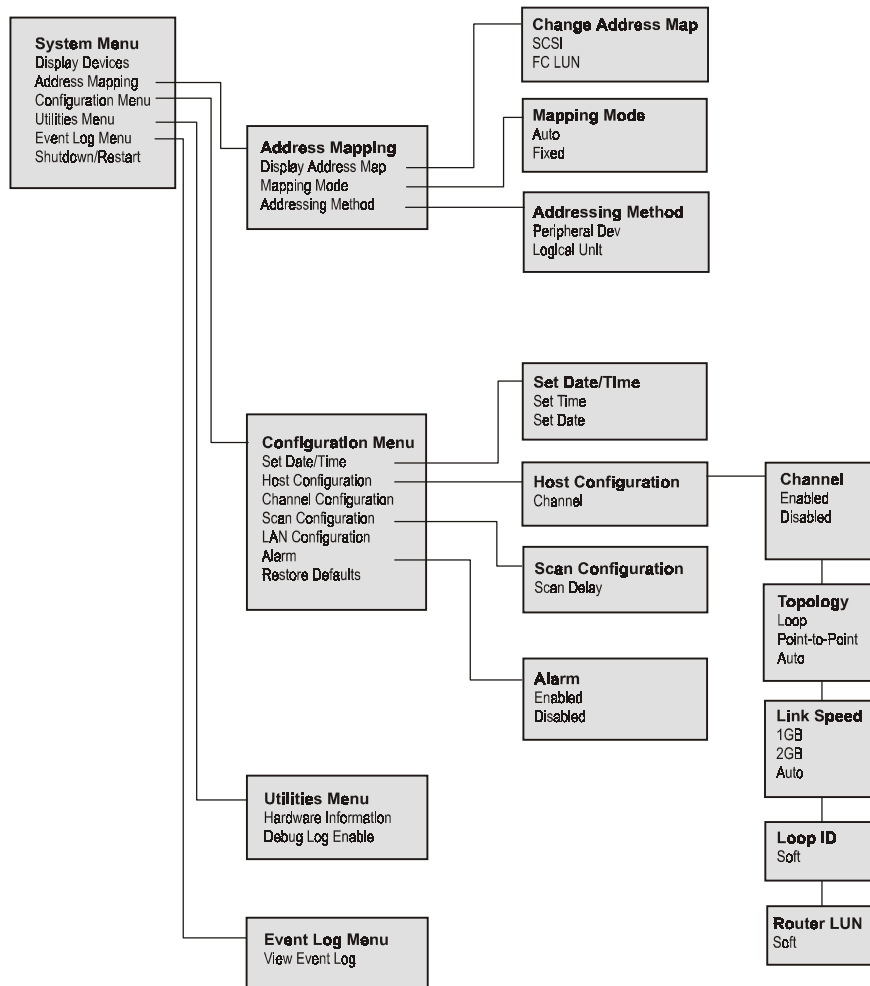 System Menu
Display Devices
Address Mapping
Configuration Menu
Utilities Menu
Event Log Menu
Shutdown/Restart
Address Mapping
Display Address Map
Mapping Mode
Addressing Method
Change Address Map
SCSI
FC LUN
Mapping Mode
Auto
Fixed
Addressing Method
Peripheral Dev
Logical Unit
Configuration Menu
Set Date/Time
Host Configuration
Channel Configuration
Scan Configuration
LAN Configuration
Alarm
Restore Defaults
Set Date/Time
Set Time
Set Date
Host Configuration
Channel
Scan Configuration
Scan Delay
Alarm
Enabled
Disabled
Channel
Enabled
Disabled
Topology
Loop
Point-to-Point
Auto
Link Speed
1GB
2GB
Auto
Loop ID
Soft
Router LUN
Soft
Utilities Menu
Hardware Information
Debug Log Enable
Event Log Menu
View Event Log